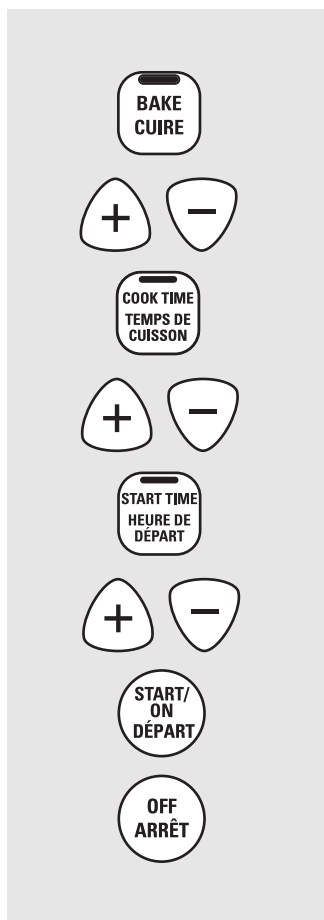 BAKE
CUIRE
+ −
COOK TIME
TEMPS DE
CUISSON
+ −
START TIME
HEURE DE
DÉPART
+ −
START/
ON
DÉPART
OFF
ARRÊT